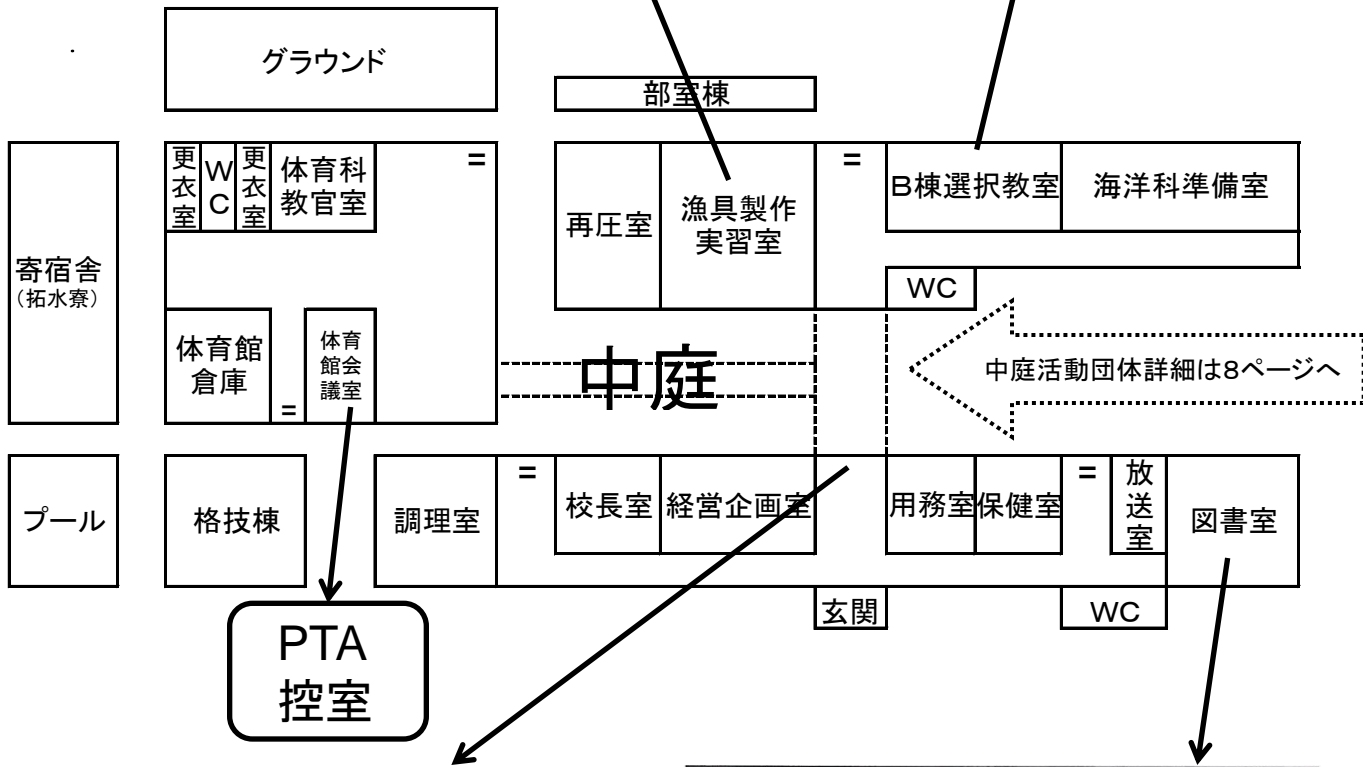 グラウンド
部室棟
寄宿舎
（拓水寮）
更衣室
WC
更衣室
体育科
教官室
=
再圧室
漁具製作
実習室
=
B棟選択教室
海洋科準備室
WC
体育館
倉庫
=
体育
館会
議室
中庭
中庭活動団体詳細は8ページへ
プール
格技棟
調理室
=
校長室
経営企画室
用務室
保健室
=
放送室
図書室
玄関
WC
PTA
控室